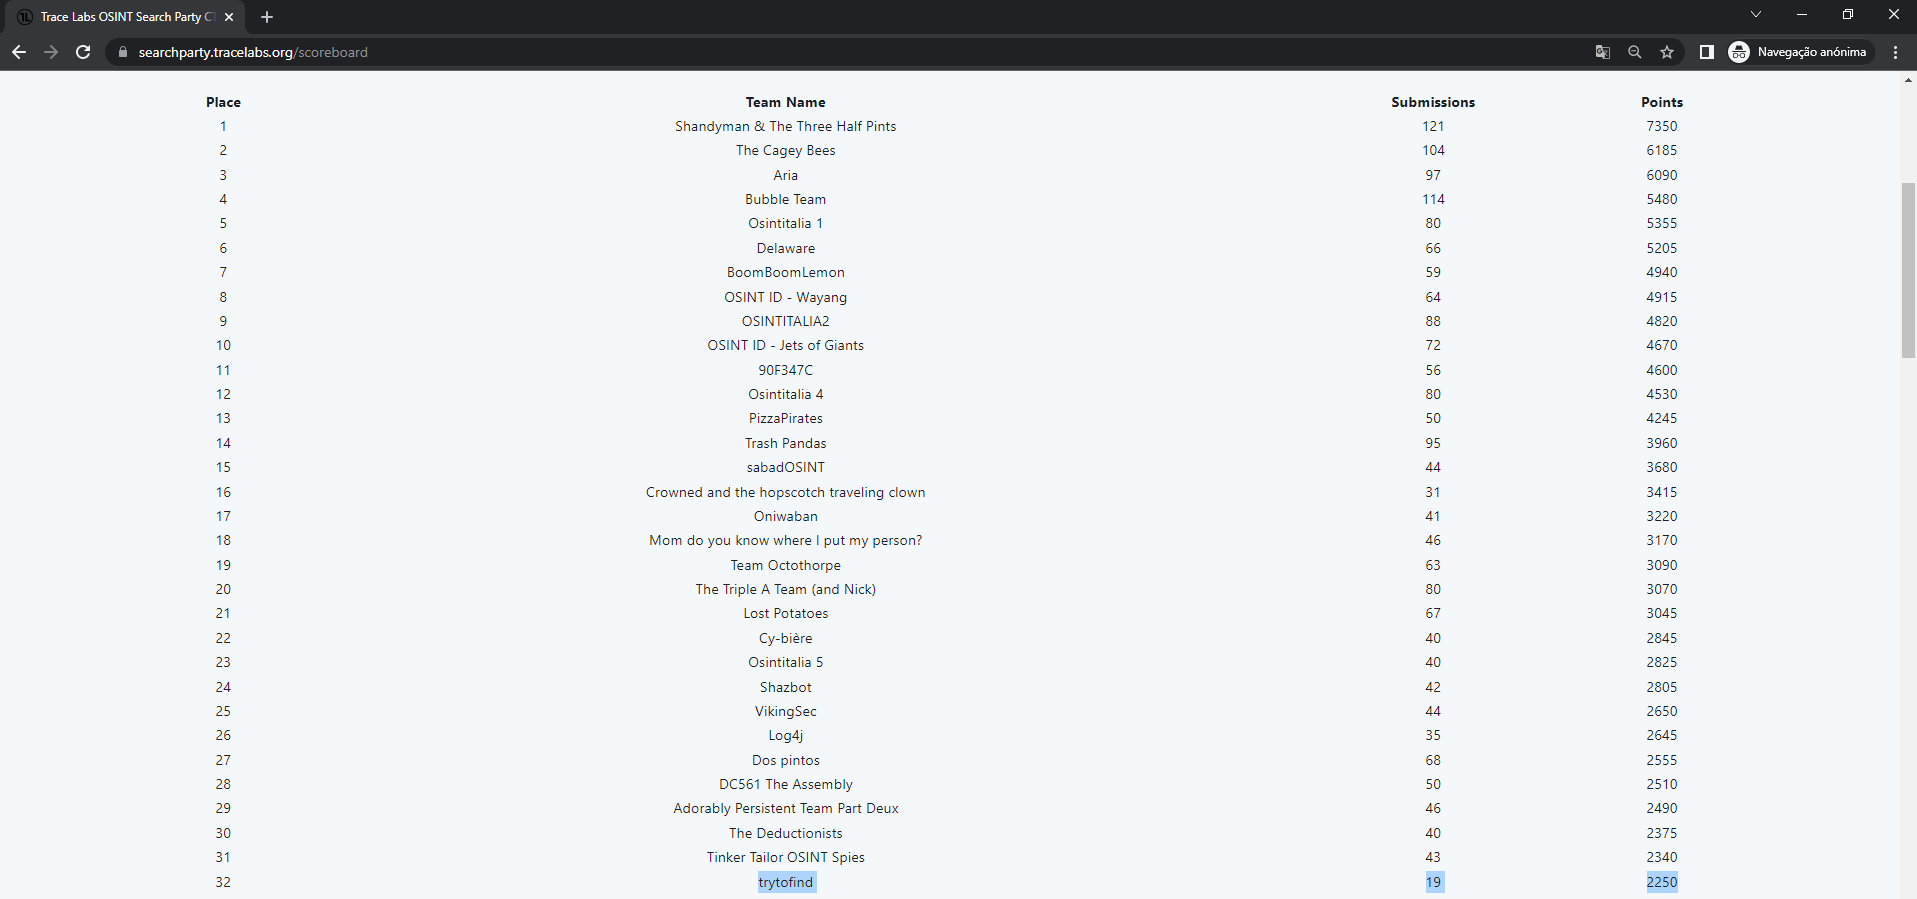 Trace Labs OSINT Search Party CT
searchparty.tracelabs.org/scoreboard
Navegação anónima
Place Team Name Submissions Points
1 Shandyman & The Three Half Pints 121 7350
2 The Cagey Bees 104 6185
3 Aria 97 6090
4 Bubble Team 114 5480
5 Osintitalia 1 80 5355
6 Delaware 66 5205
7 BoomBoomLemon 59 4940
8 OSINT ID - Wayang 64 4915
9 OSINTITALIA2 88 4820
10 OSINT ID - Jets of Giants 72 4670
11 90F347C 56 4600
12 Osintitalia 4 80 4530
13 PizzaPirates 50 4245
14 Trash Pandas 95 3960
15 sabadOSINT 44 3680
16 Crowned and the hopscotch traveling clown 31 3415
17 Oniwaban 41 3220
18 Mom do you know where I put my person? 46 3170
19 Team Octothorpe 63 3090
20 The Triple A Team (and Nick) 80 3070
21 Lost Potatoes 67 3045
22 Cy-bière 40 2845
23 Osintitalia 5 40 2825
24 Shazbot 42 2805
25 VikingSec 44 2650
26 Log4j 35 2645
27 Dos pintos 68 2555
28 DC561 The Assembly 50 2510
29 Adorably Persistent Team Part Deux 46 2490
30 The Deductionists 40 2375
31 Tinker Tailor OSINT Spies 43 2340
32 trytofind 19 2250